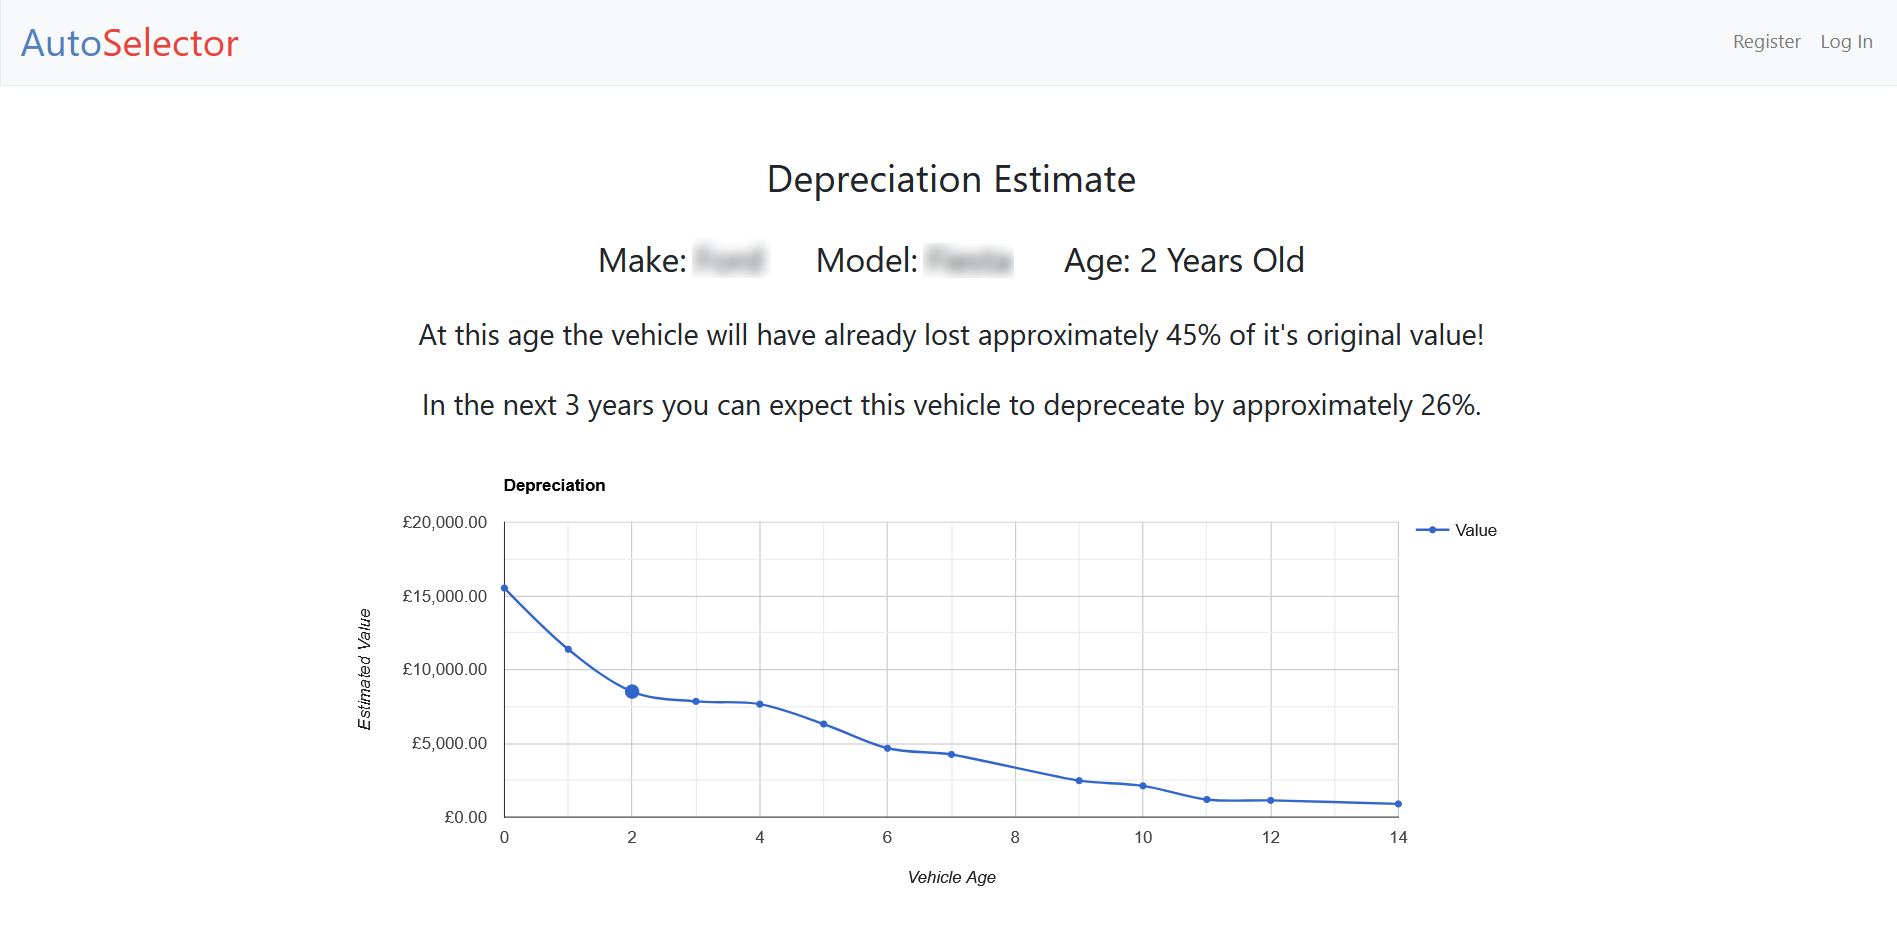 AutoSelector
Register Log In
Depreciation Estimate
Make: Model: Age: 2 Years Old
At this age the vehicle will have already lost approximately 45% of it's original value!
In the next 3 years you can expect this vehicle to depreceate by approximately 26%.
Depreciation
£20,000.00
£15,000.00
£10,000.00
£5,000.00
£0.00
Estimated Value
0 2 4 6 8 10 12 14
Vehicle Age
Value